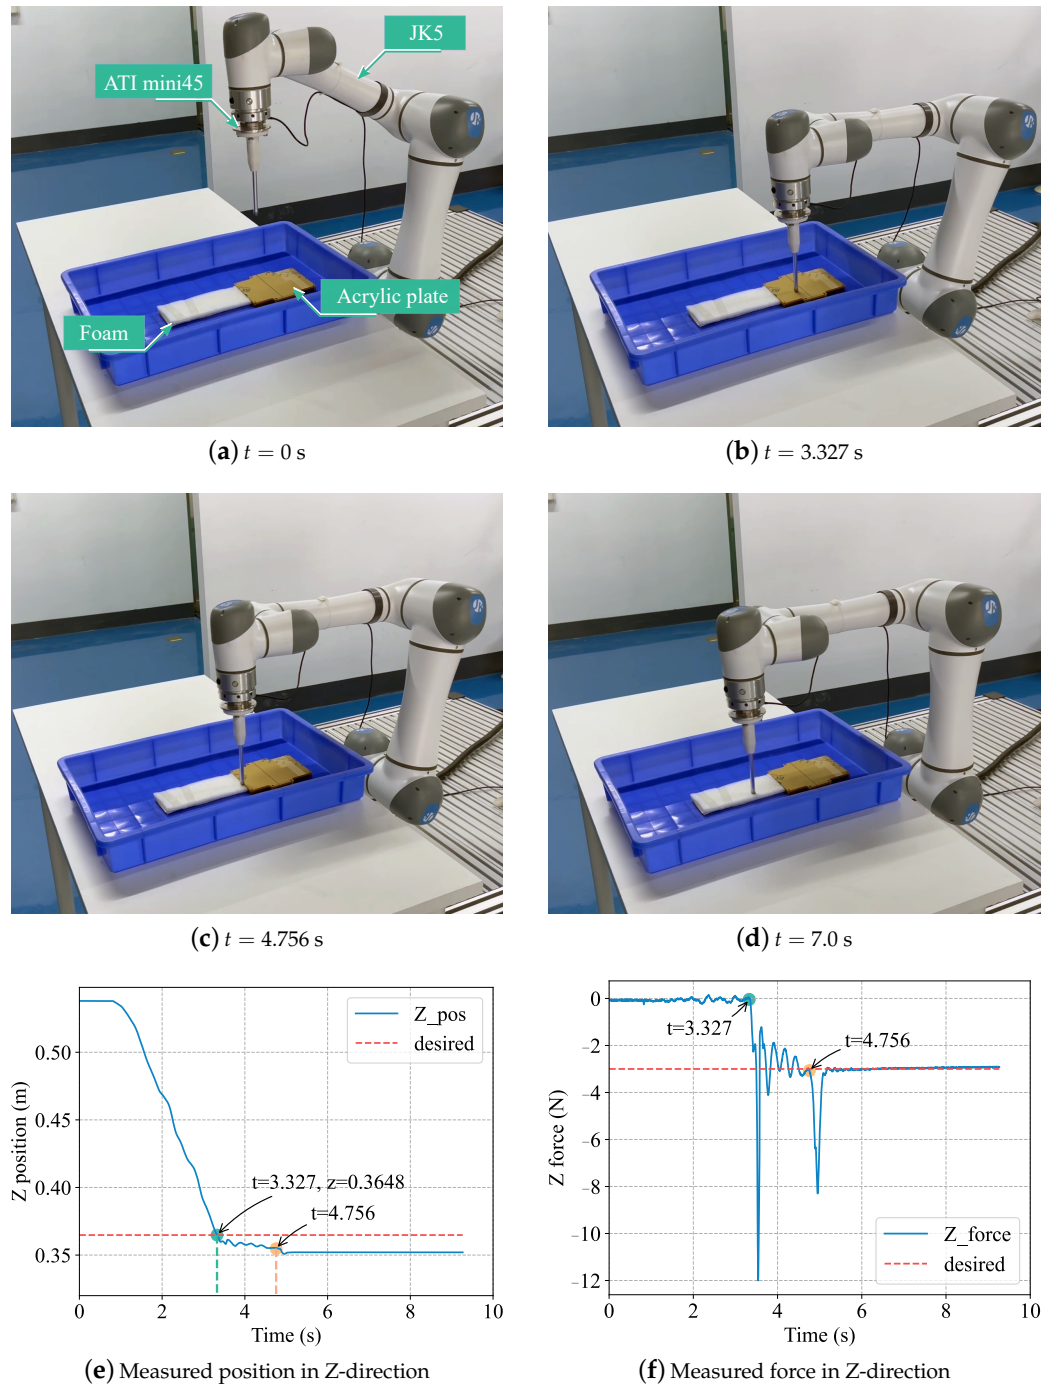 JK5
ATI mini45
Acrylic plate
Foam
(a) t = 0 s
(b) t = 3.327 s
(c) t = 4.756 s
(d) t = 7.0 s
Z_pos
desired
0.50
0.45
0.40
0.35
Z position (m)
t=3.327, z=0.3648
t=4.756
0 2 4 6 8 10
Time (s)
(e) Measured position in Z-direction
0
−2
−4
−6
−8
−10
−12
Z force (N)
t=3.327
t=4.756
Z_force
desired
0 2 4 6 8 10
Time (s)
(f) Measured force in Z-direction